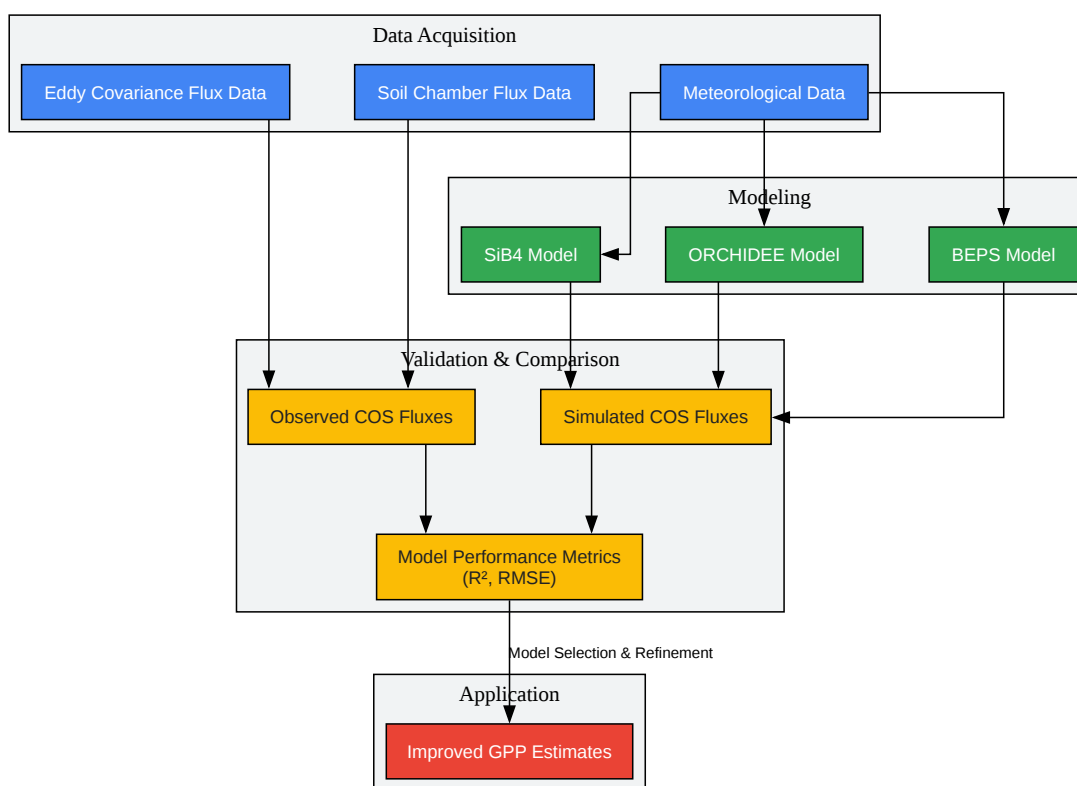 Data Acquisition
Eddy Covariance Flux Data
Soil Chamber Flux Data
Meteorological Data
Modeling
SiB4 Model
ORCHIDEE Model
BEPS Model
Validation & Comparison
Observed COS Fluxes
Simulated COS Fluxes
Model Performance Metrics
(R², RMSE)
Model Selection & Refinement
Application
Improved GPP Estimates